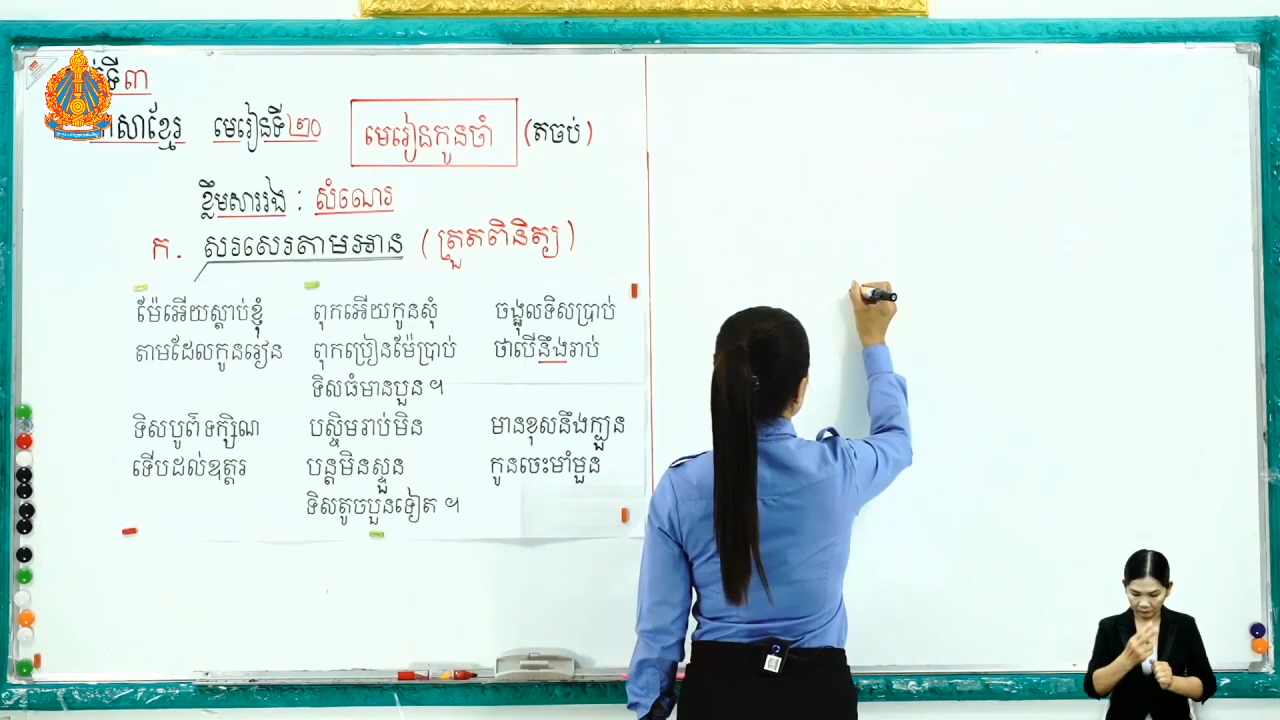 ទី៣
ភាសាខ្មែរ មេរៀនទី២០ មេរៀនកូនចាំ (តចប់)
ខ្លឹមសាររង : សំណេរ
ក. សរសេរតាមអាន (ត្រួតពិនិត្យ)
ម៉ែអើយស្ដាប់ខ្ញុំ ពុកអើយកូនសុំ ចង្អុលទិសប្រាប់
តាមដែលកូនរៀន ពុកប្រៀនម៉ែប្រាប់ ថាបើនឹងរាប់
ទិសធំមានបួន ។
ទិសបូព៌ ទក្សិណ បស្ចិមរាប់មិន មានខុសនឹងក្បួន
ទើបដល់ឧត្តរ បន្តមិនស្ទួន កូនចេះមាំមួន
ទិសតូចបួនទៀត ។